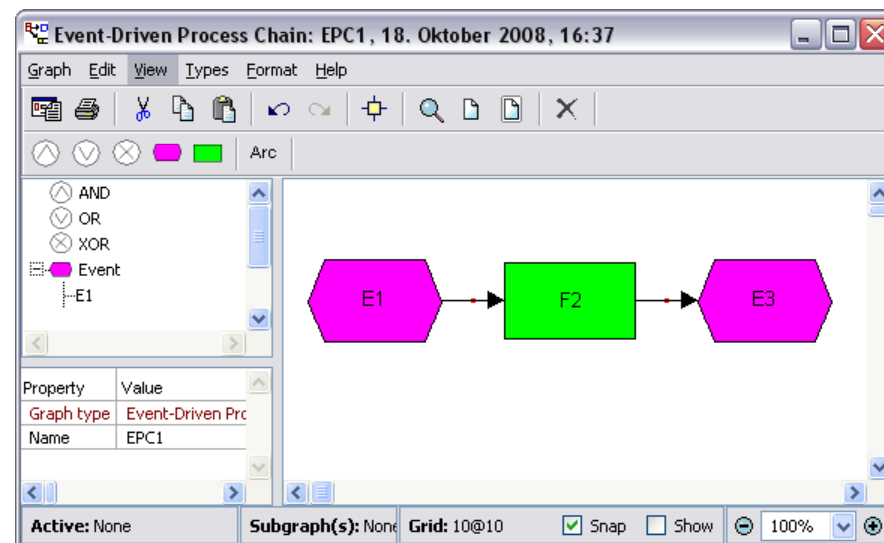 Event-Driven Process Chain: EPC1, 18. Oktober 2008, 16:37
Graph Edit View Types Format Help
Arc
AND
OR
XOR
Event
E1
E1 F2 E3
Property Value
Graph type Event-Driven Pro
Name EPC1
Active: None Subgraph(s): None Grid: 10@10 Snap Show 100%